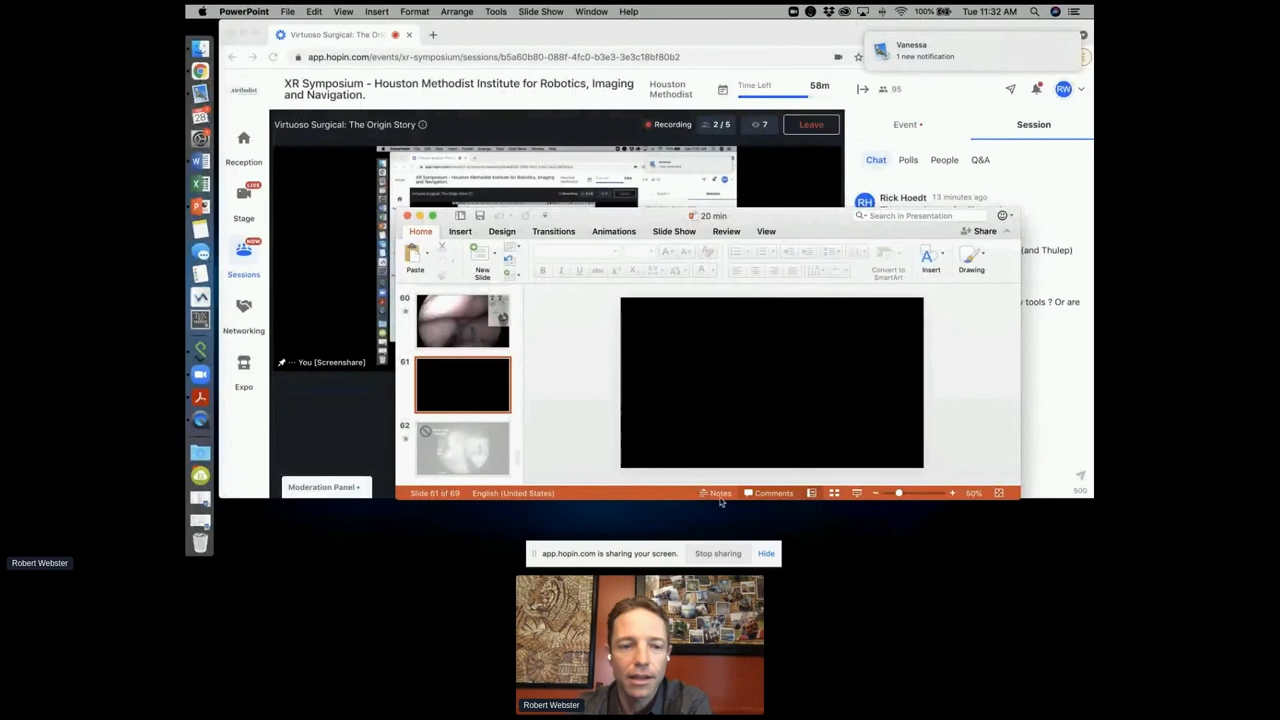 PowerPoint File Edit View Insert Format Arrange Tools Slide Show Window Help 100% Tue 11:32 AM
Virtuoso Surgical: The Ori
app.hopin.com/events/xr-symposium/sessions/b5a60b80-088f-4fc0-b3e3-3e3c18bf80b2
Vanessa
1 new notification
XR Symposium - Houston Methodist Institute for Robotics, Imaging
and Navigation.
Houston
Methodist
Time Left 58m
95
RW
Virtuoso Surgical: The Origin Story
Recording 2 / 5 7 Leave
Event
Session
Chat Polls People Q&A
RH Rick Hoedt 13 minutes ago
(and Thulep)
tools ? Or are
Reception
LIVE
Stage
NOW
Sessions
Networking
Expo
You [Screenshare]
Moderation Panel
500
20 min
Search in Presentation
Home Insert Design Transitions Animations Slide Show Review View Share
Paste
New
Slide
Convert to
SmartArt
Insert
Drawing
60
61
62
Slide 61 of 69 English (United States) Notes Comments 50%
app.hopin.com is sharing your screen. Stop sharing Hide
Robert Webster
Robert Webster